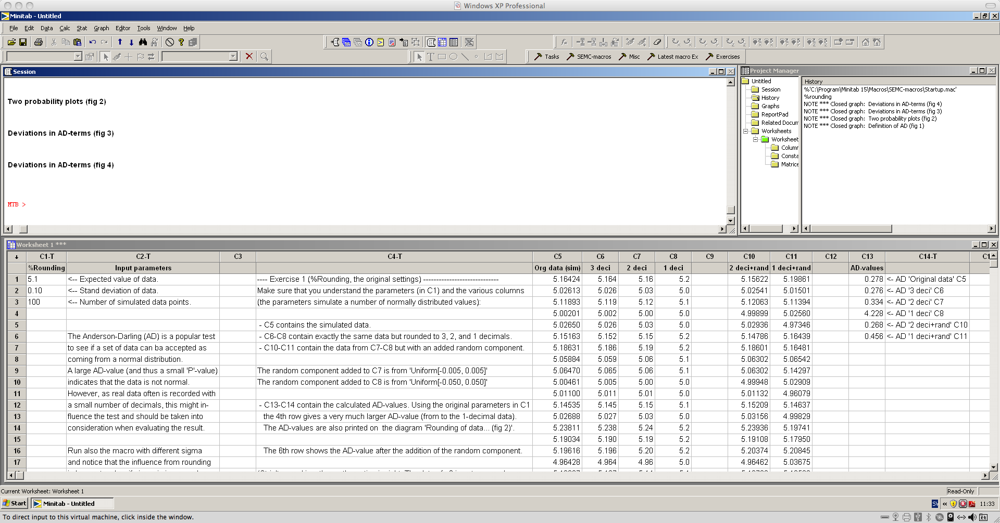 Windows XP Professional
Minitab - Untitled
File Edit Data Calc Stat Graph Editor Tools Window Help
Tasks SEMC-macros Misc Latest macro Ex Exercises
Session
Two probability plots (fig 2)
Deviations in AD-terms (fig 3)
Deviations in AD-terms (fig 4)
MTB >
Project Manager
Untitled
Session
History
Graphs
ReportPad
Related Docum
Worksheets
Worksheet
Column
Consta
Matrice
History
%'C:\Program\Minitab 15\Macros\SEMC-macros\Startup.mac'
%rounding
NOTE *** Closed graph: Deviations in AD-terms (fig 4)
NOTE *** Closed graph: Deviations in AD-terms (fig 3)
NOTE *** Closed graph: Two probability plots (fig 2)
NOTE *** Closed graph: Definition of AD (fig 1)
Worksheet 1 ***
C1-T C2-T C3 C4-T C5 C6 C7 C8 C9 C10 C11 C12 C13 C14-T C1
%Rounding Input parameters Org data (sim) 3 deci 2 deci 1 deci 2 deci+rand 1 deci+rand AD-values
1 5.1 <-- Expected value of data. ---- Exercise 1 (%Rounding, the original settings) ----------------------------- 5.16424 5.164 5.16 5.2 5.15622 5.19861 0.278 <- AD 'Original data' C5
2 0.10 <-- Stand deviation of data. Make sure that you understand the parameters (in C1) and the various columns 5.02613 5.026 5.03 5.0 5.02541 5.01501 0.276 <- AD '3 deci' C6
3 100 <-- Number of simulated data points. (the parameters simulate a number of normally distributed values): 5.11893 5.119 5.12 5.1 5.12063 5.11394 0.334 <- AD '2 deci' C7
4 5.00201 5.002 5.00 5.0 4.99899 5.02560 4.228 <- AD '1 deci' C8
5 - C5 contains the simulated data. 5.02650 5.026 5.03 5.0 5.02936 4.97346 0.268 <- AD '2 deci+rand' C10
6 The Anderson-Darling (AD) is a popular test - C6-C8 contain exactly the same data but rounded to 3, 2, and 1 decimals. 5.15163 5.152 5.15 5.2 5.14786 5.16439 0.456 <- AD '1 deci+rand' C11
7 to see if a set of data can be accepted as - C10-C11 contain the data from C7-C8 but with an added random component. 5.18631 5.186 5.19 5.2 5.18601 5.16481
8 coming from a normal distribution. 5.05884 5.059 5.06 5.1 5.06302 5.06542
9 A large AD-value (and thus a small 'P'-value) The random component added to C7 is from 'Uniform[-0.005, 0.005]' 5.06470 5.065 5.06 5.1 5.06302 5.14297
10 indicates that the data is not normal. The random component added to C8 is from 'Uniform[-0.050, 0.050]' 5.00461 5.005 5.00 5.0 4.99948 5.02909
11 However, as real data often is recorded with 5.01100 5.011 5.01 5.0 5.01132 4.96079
12 a small number of decimals, this might in- - C13-C14 contain the calculated AD-values. Using the original parameters in C1 5.14535 5.145 5.15 5.1 5.15209 5.14637
13 fluence the test and should be taken into the 4th row gives a very much larger AD-value (from to the 1-decimal data). 5.02688 5.027 5.03 5.0 5.03156 4.99829
14 consideration when evaluating the result. The AD-values are also printed on the diagram 'Rounding of data... (fig 2)'. 5.23811 5.238 5.24 5.2 5.23936 5.19741
15 5.19034 5.190 5.19 5.2 5.19108 5.17950
16 Run also the macro with different sigma The 6th row shows the AD-value after the addition of the random component. 5.19616 5.196 5.20 5.2 5.20374 5.20845
17 and notice that the influence from rounding 4.96428 4.964 4.96 5.0 4.96462 5.03675
Current Worksheet: Worksheet 1
Read-Only
Start Minitab - Untitled
SV « 11:33
To direct input to this virtual machine, click inside the window.